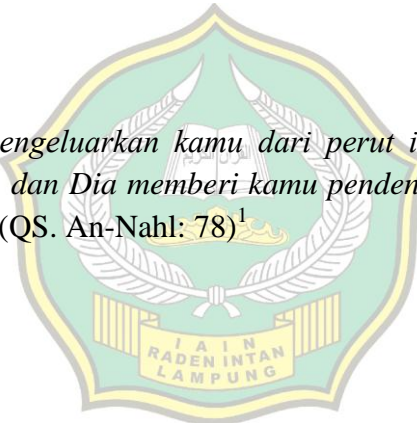 engeluarkan kamu dari perut i
dan Dia memberi kamu penden
(QS. An-Nahl: 78)1
I A I N
RADEN INTAN
LAMPUNG